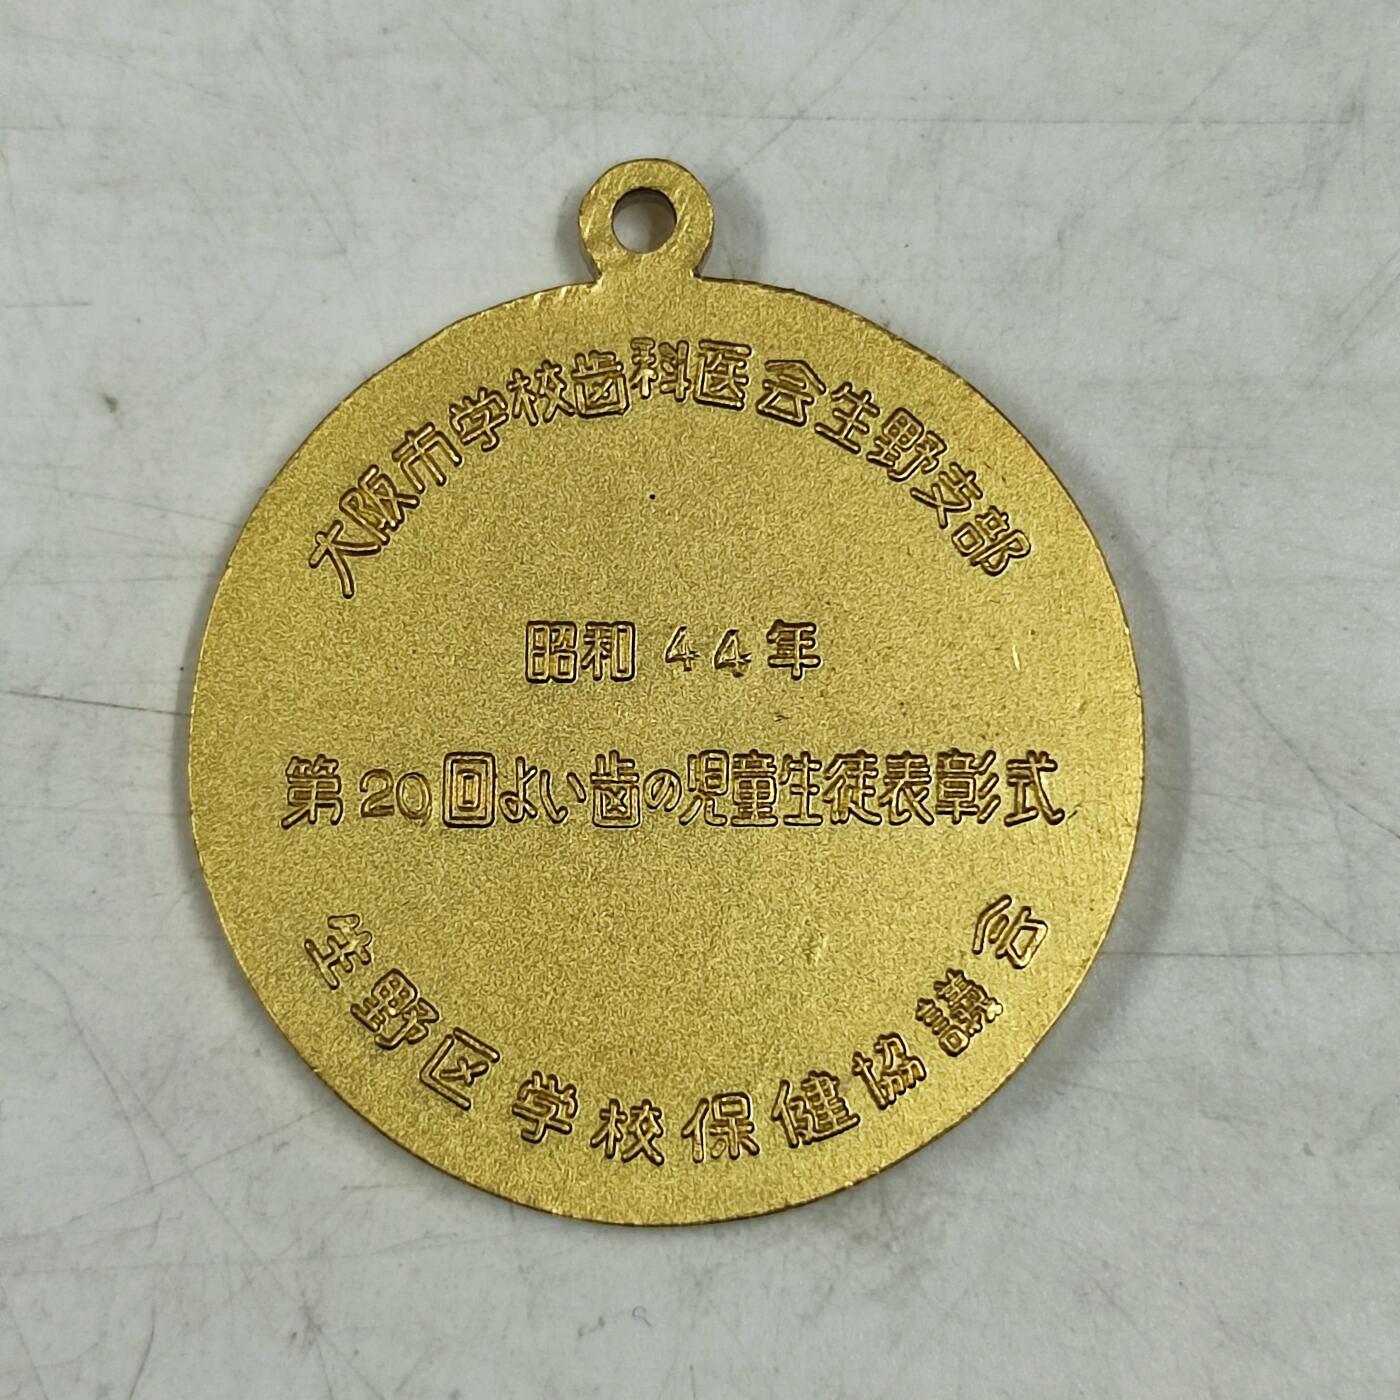 大阪市学校歯科医会生野支部
昭和 44年
第20回よい歯の児童生徒表彰式
生野区学校保健協議会